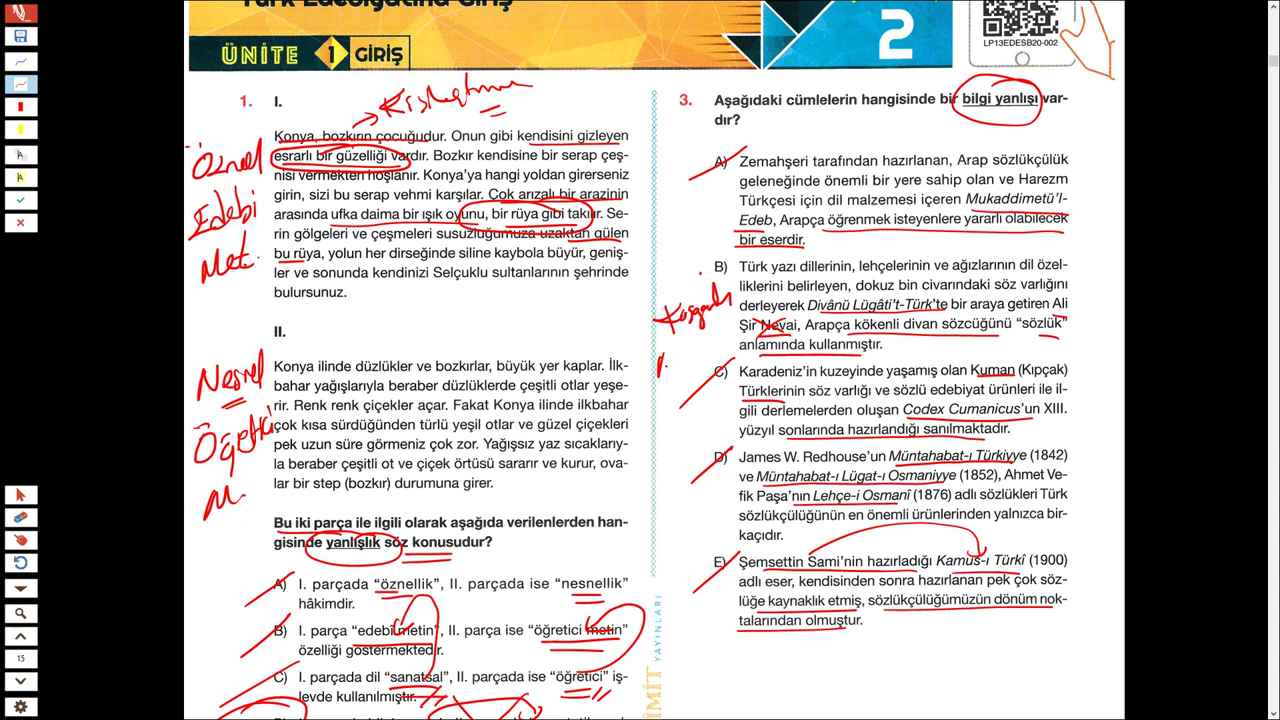 Türk Edebiyatına Giriş
ÜNİTE 1 GİRİŞ
2
LP13EDESB20-002
1. I.
Kişileştirme
Konya, bozkırın çocuğudur. Onun gibi kendisini gizleyen
esrarlı bir güzelliği vardır. Bozkır kendisine bir serap çeş-
nisi vermekten hoşlanır. Konya'ya hangi yoldan girerseniz
girin, sizi bu serap vehmi karşılar. Çok arızalı bir arazinin
arasında ufka daima bir ışık oyunu, bir rüya gibi takılır. Se-
rin gölgeleri ve çeşmeleri susuzluğumuza uzaktan gülen
bu rüya, yolun her dirseğinde siline kaybola büyür, geniş-
ler ve sonunda kendinizi Selçuklu sultanlarının şehrinde
bulursunuz.
Öznel
Edebi
Met.
II.
Konya ilinde düzlükler ve bozkırlar, büyük yer kaplar. İlk-
bahar yağışlarıyla beraber düzlüklerde çeşitli otlar yeşe-
rir. Renk renk çiçekler açar. Fakat Konya ilinde ilkbahar
çok kısa sürdüğünden türlü yeşil otlar ve güzel çiçekleri
pek uzun süre görmeniz çok zor. Yağışsız yaz sıcaklarıy-
la beraber çeşitli ot ve çiçek örtüsü sararır ve kurur, ova-
lar bir step (bozkır) durumuna girer.
Nesnel
Öğretici
M.
Bu iki parça ile ilgili olarak aşağıda verilenlerden han-
gisinde yanlışlık söz konusudur?
A) I. parçada "öznellik", II. parçada ise "nesnellik"
hâkimdir.
B) I. parça "edebî metin", II. parça ise "öğretici metin"
özelliği göstermektedir.
C) I. parçada dil "sanatsal", II. parçada ise "öğretici" iş-
levde kullanılmıştır.
3. Aşağıdaki cümlelerin hangisinde bir bilgi yanlışı var-
dır?
A) Zemahşeri tarafından hazırlanan, Arap sözlükçülük
geleneğinde önemli bir yere sahip olan ve Harezm
Türkçesi için dil malzemesi içeren Mukaddimetü'l-
Edeb, Arapça öğrenmek isteyenlere yararlı olabilecek
bir eserdir.
B) Türk yazı dillerinin, lehçelerinin ve ağızlarının dil özel-
liklerini belirleyen, dokuz bin civarındaki söz varlığını
derleyerek Divânü Lügâti't-Türk'te bir araya getiren Ali
Şir Nevai, Arapça kökenli divan sözcüğünü "sözlük"
anlamında kullanmıştır.
Kaşgarlı
C) Karadeniz'in kuzeyinde yaşamış olan Kuman (Kıpçak)
Türklerinin söz varlığı ve sözlü edebiyat ürünleri ile il-
gili derlemelerden oluşan Codex Cumanicus'un XIII.
yüzyıl sonlarında hazırlandığı sanılmaktadır.
D) James W. Redhouse'un Müntahabat-ı Türkiyye (1842)
ve Müntahabat-ı Lügat-ı Osmaniyye (1852), Ahmet Ve-
fik Paşa'nın Lehçe-i Osmanî (1876) adlı sözlükleri Türk
sözlükçülüğünün en önemli ürünlerinden yalnızca bir-
kaçıdır.
E) Şemsettin Sami'nin hazırladığı Kamus-ı Türkî (1900)
adlı eser, kendisinden sonra hazırlanan pek çok söz-
lüğe kaynaklık etmiş, sözlükçülüğümüzün dönüm nok-
talarından olmuştur.
LİMİT YAYINLARI
15